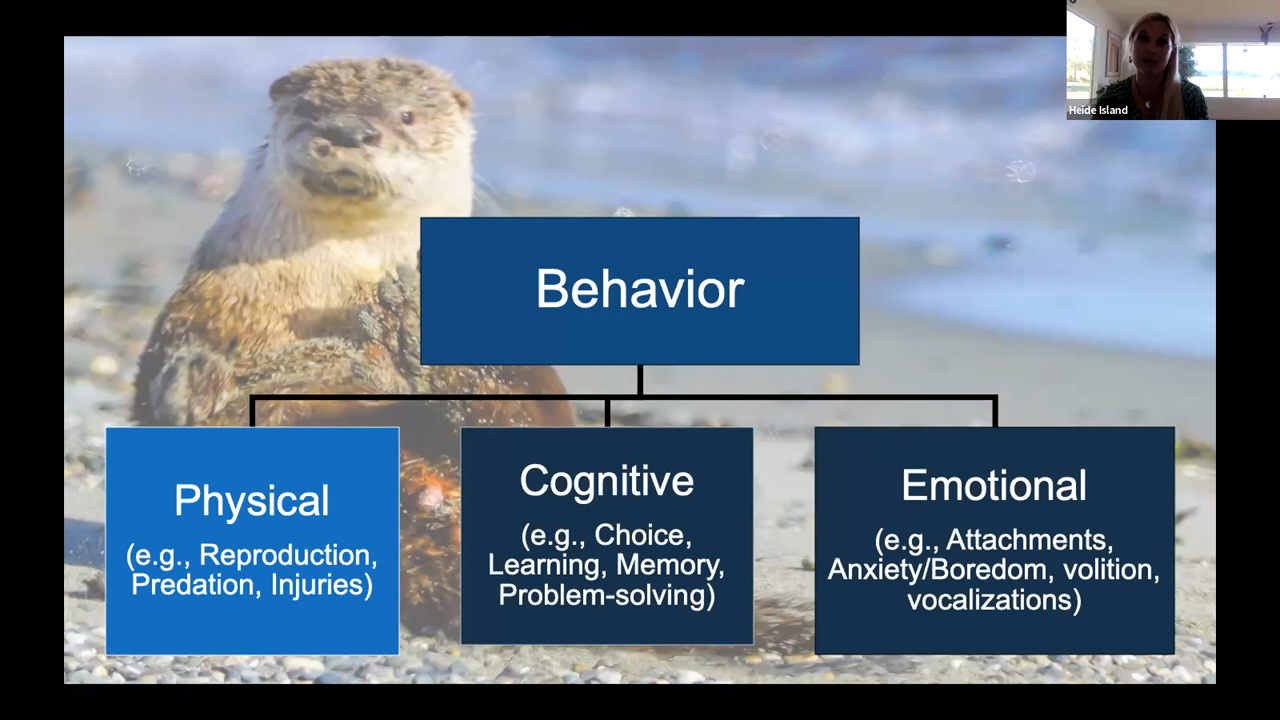 Heide Island
Behavior
Physical
(e.g., Reproduction,
Predation, Injuries)
Cognitive
(e.g., Choice,
Learning, Memory,
Problem-solving)
Emotional
(e.g., Attachments,
Anxiety/Boredom, volition,
vocalizations)